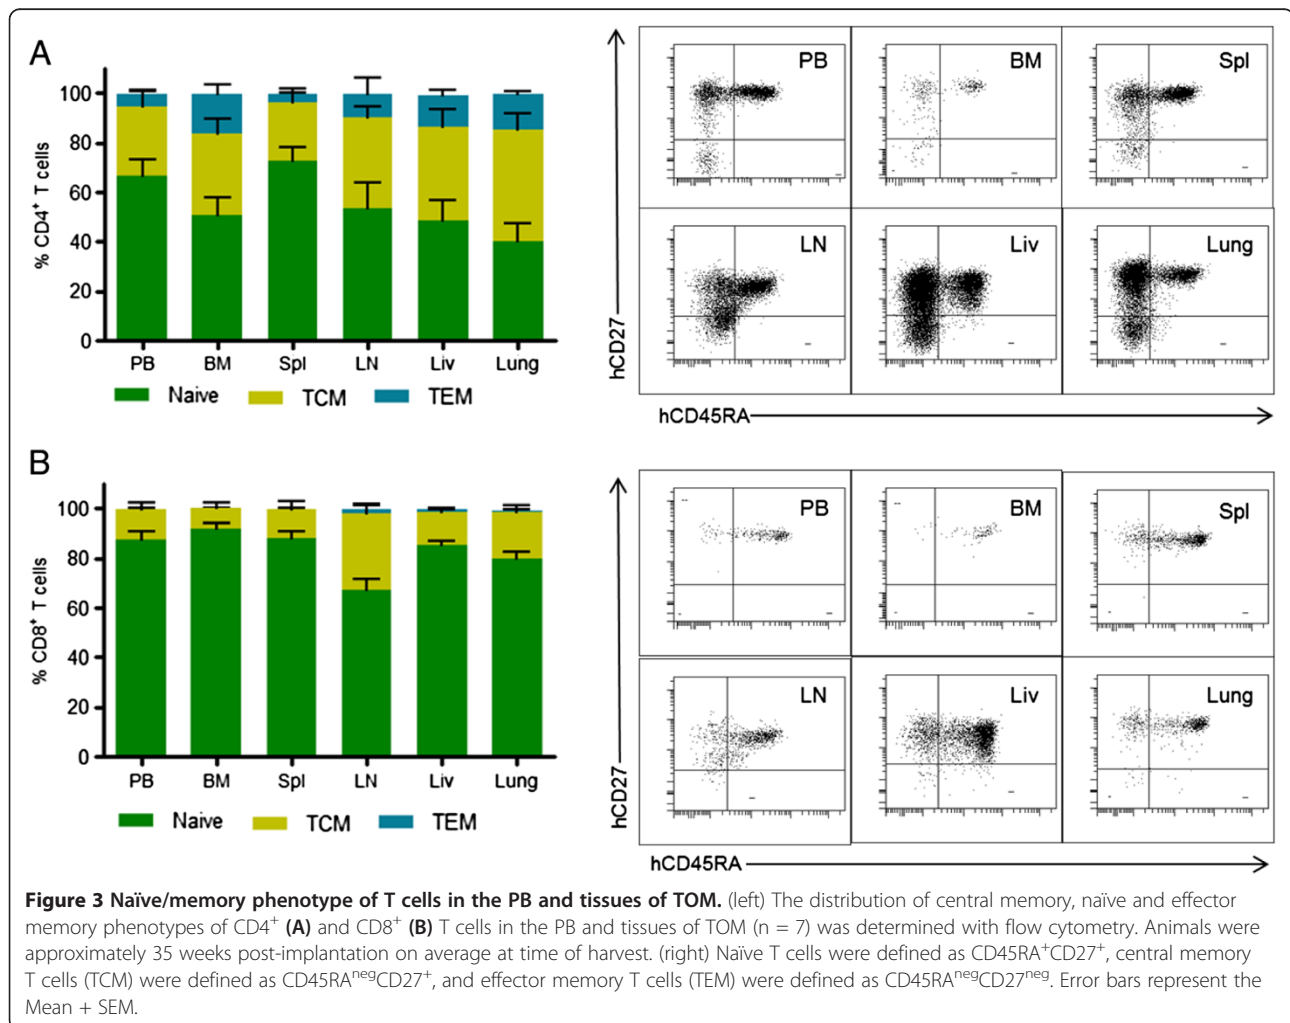 A
% CD4⁺ T cells
100
80
60
40
20
0
PB BM Spl LN Liv Lung
Naive TCM TEM
PB BM Spl
LN Liv Lung
hCD27
hCD45RA
B
% CD8⁺ T cells
100
80
60
40
20
0
PB BM Spl LN Liv Lung
Naive TCM TEM
PB BM Spl
LN Liv Lung
hCD27
hCD45RA
Figure 3 Naïve/memory phenotype of T cells in the PB and tissues of TOM. (left) The distribution of central memory, naïve and effector
memory phenotypes of CD4⁺ (A) and CD8⁺ (B) T cells in the PB and tissues of TOM (n = 7) was determined with flow cytometry. Animals were
approximately 35 weeks post-implantation on average at time of harvest. (right) Naïve T cells were defined as CD45RA⁺CD27⁺, central memory
T cells (TCM) were defined as CD45RAⁿᵉᵍCD27⁺, and effector memory T cells (TEM) were defined as CD45RAⁿᵉᵍCD27ⁿᵉᵍ. Error bars represent the
Mean + SEM.